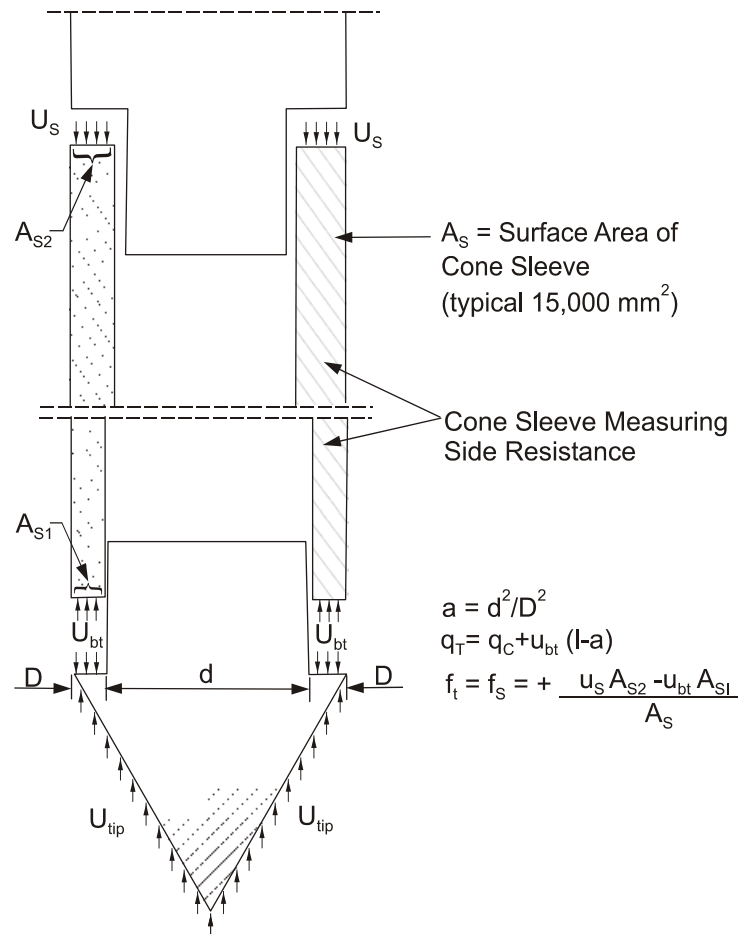 U_S
U_S
A_S2
A_S = Surface Area of
Cone Sleeve
(typical 15,000 mm²)
Cone Sleeve Measuring
Side Resistance
A_S1
U_bt
U_bt
a = d²/D²
q_T= q_C+u_bt (l-a)
f_t = f_S = + u_S A_S2 -u_bt A_SI
A_S
D
d
D
U_tip
U_tip